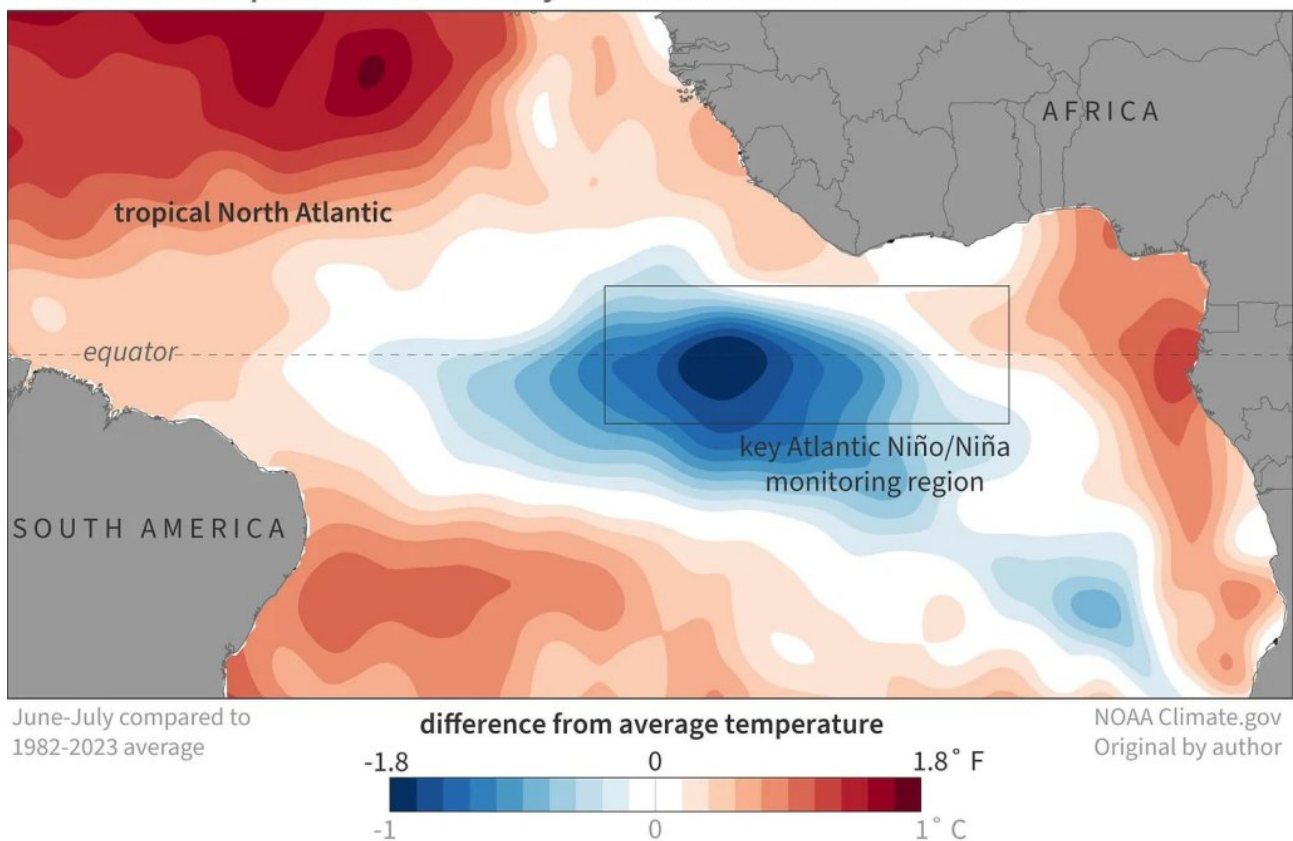 AFRICA
tropical North Atlantic
equator
key Atlantic Niño/Niña
monitoring region
SOUTH AMERICA
June-July compared to
1982-2023 average
difference from average temperature
NOAA Climate.gov
Original by author
-1.8 0 1.8° F
-1 0 1° C